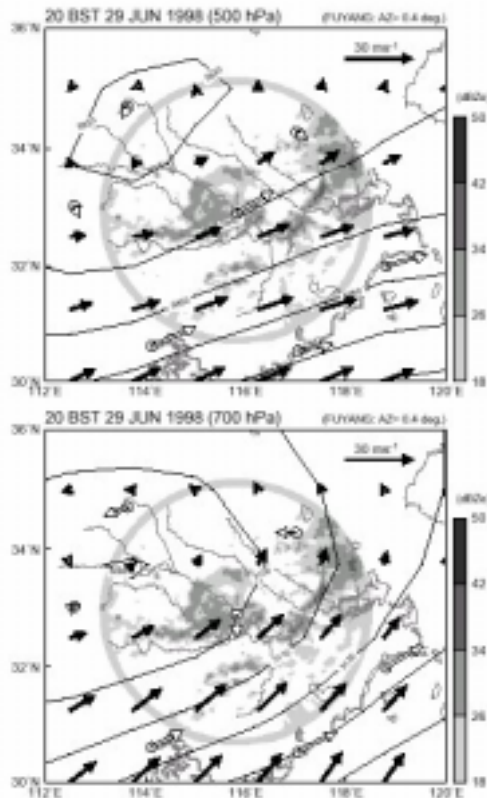 20 BST 29 JUN 1998 (500 hPa) (FUYANG: AZ= 0.4 deg.)
36°N
30 ms-1
(dBZe)
50
34°N
42
34
32°N
26
30°N
18
112°E 114°E 116°E 118°E 120°E
20 BST 29 JUN 1998 (700 hPa) (FUYANG: AZ= 0.4 deg.)
36°N
30 ms-1
(dBZe)
50
34°N
42
34
32°N
26
30°N
18
112°E 114°E 116°E 118°E 120°E